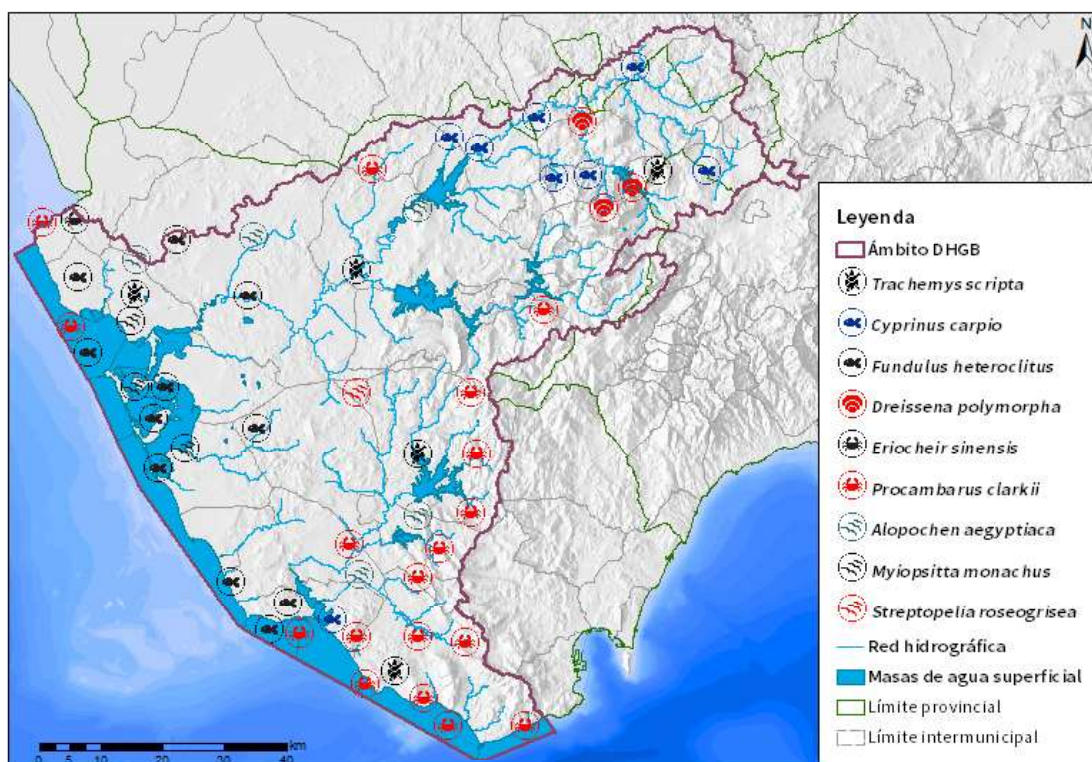 N
Leyenda
Ámbito DHGB
Trachemys scripta
Cyprinus carpio
Fundulus heteroclitus
Dreissena polymorpha
Eriocheir sinensis
Procambarus clarkii
Alopochen aegyptiaca
Myiopsitta monachus
Streptopelia roseogrisea
Red hidrográfica
Masas de agua superficial
Límite provincial
Límite intermunicipal
km
0 5 10 20 30 40